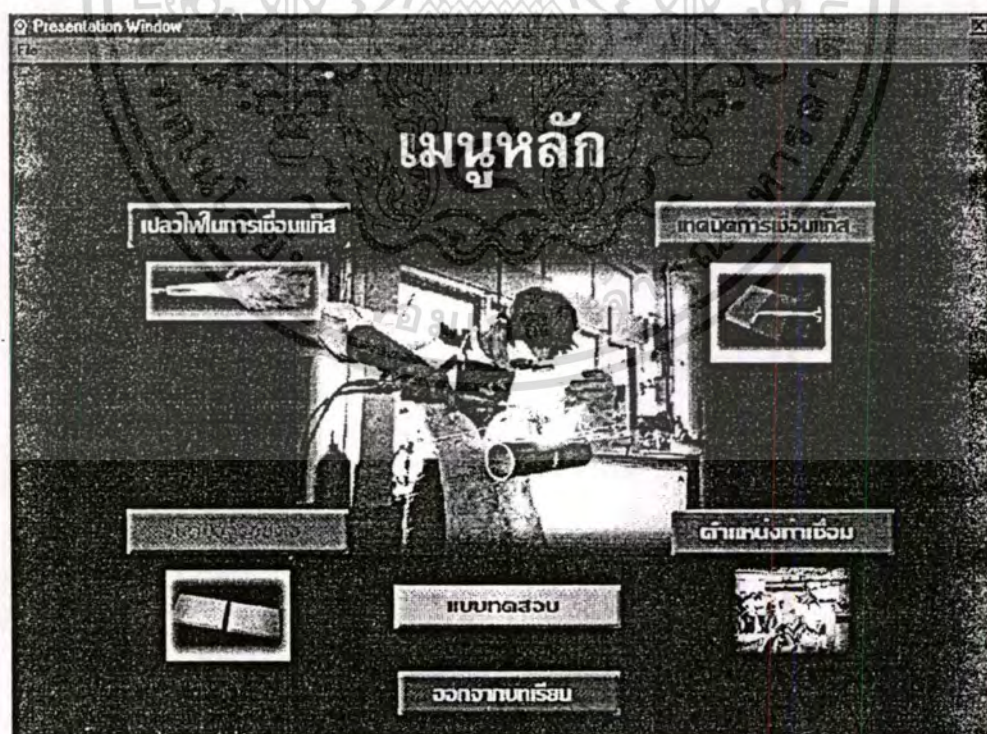 Presentation Window
File
เมนูหลัก
เปลวไฟในการเชื่อมแก็ส
เทคนิคการเชื่อมแก็ส
ตำแหน่งท่าเชื่อม
แบบทดสอบ
ออกจากบทเรียน